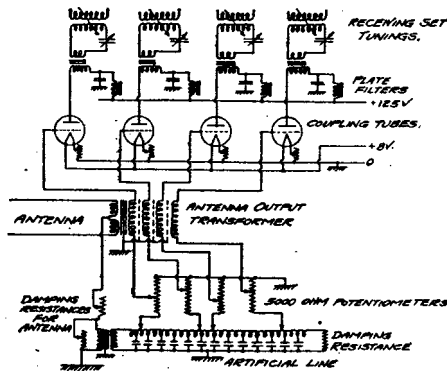 RECEIVING SET
TUNINGS.
PLATE
FILTERS
+125V
COUPLING TUBES.
+8V.
0
ANTENNA
ANTENNA OUTPUT
TRANSFORMER
DAMPING
RESISTANCES
FOR
ANTENNA
5000 OHM POTENTIOMETERS
DAMPING
RESISTANCE
ARTIFICIAL LINE